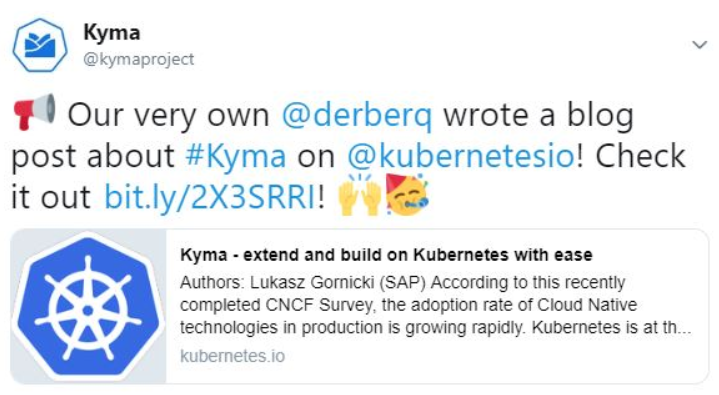 Kyma
@kymaproject
📢 Our very own @derberq wrote a blog
post about #Kyma on @kubernetesio! Check
it out bit.ly/2X3SRRI! 🙌🥳
Kyma - extend and build on Kubernetes with ease
Authors: Lukasz Gornicki (SAP) According to this recently
completed CNCF Survey, the adoption rate of Cloud Native
technologies in production is growing rapidly. Kubernetes is at th...
kubernetes.io